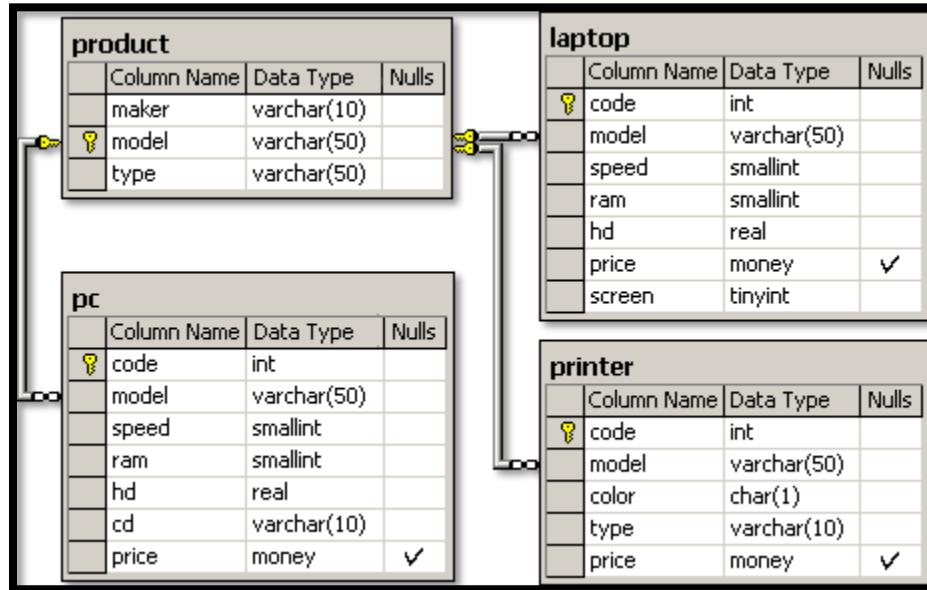 product
Column Name Data Type Nulls
maker varchar(10)
model varchar(50)
type varchar(50)
laptop
Column Name Data Type Nulls
code int
model varchar(50)
speed smallint
ram smallint
hd real
price money ✓
screen tinyint
pc
Column Name Data Type Nulls
code int
model varchar(50)
speed smallint
ram smallint
hd real
cd varchar(10)
price money ✓
printer
Column Name Data Type Nulls
code int
model varchar(50)
color char(1)
type varchar(10)
price money ✓